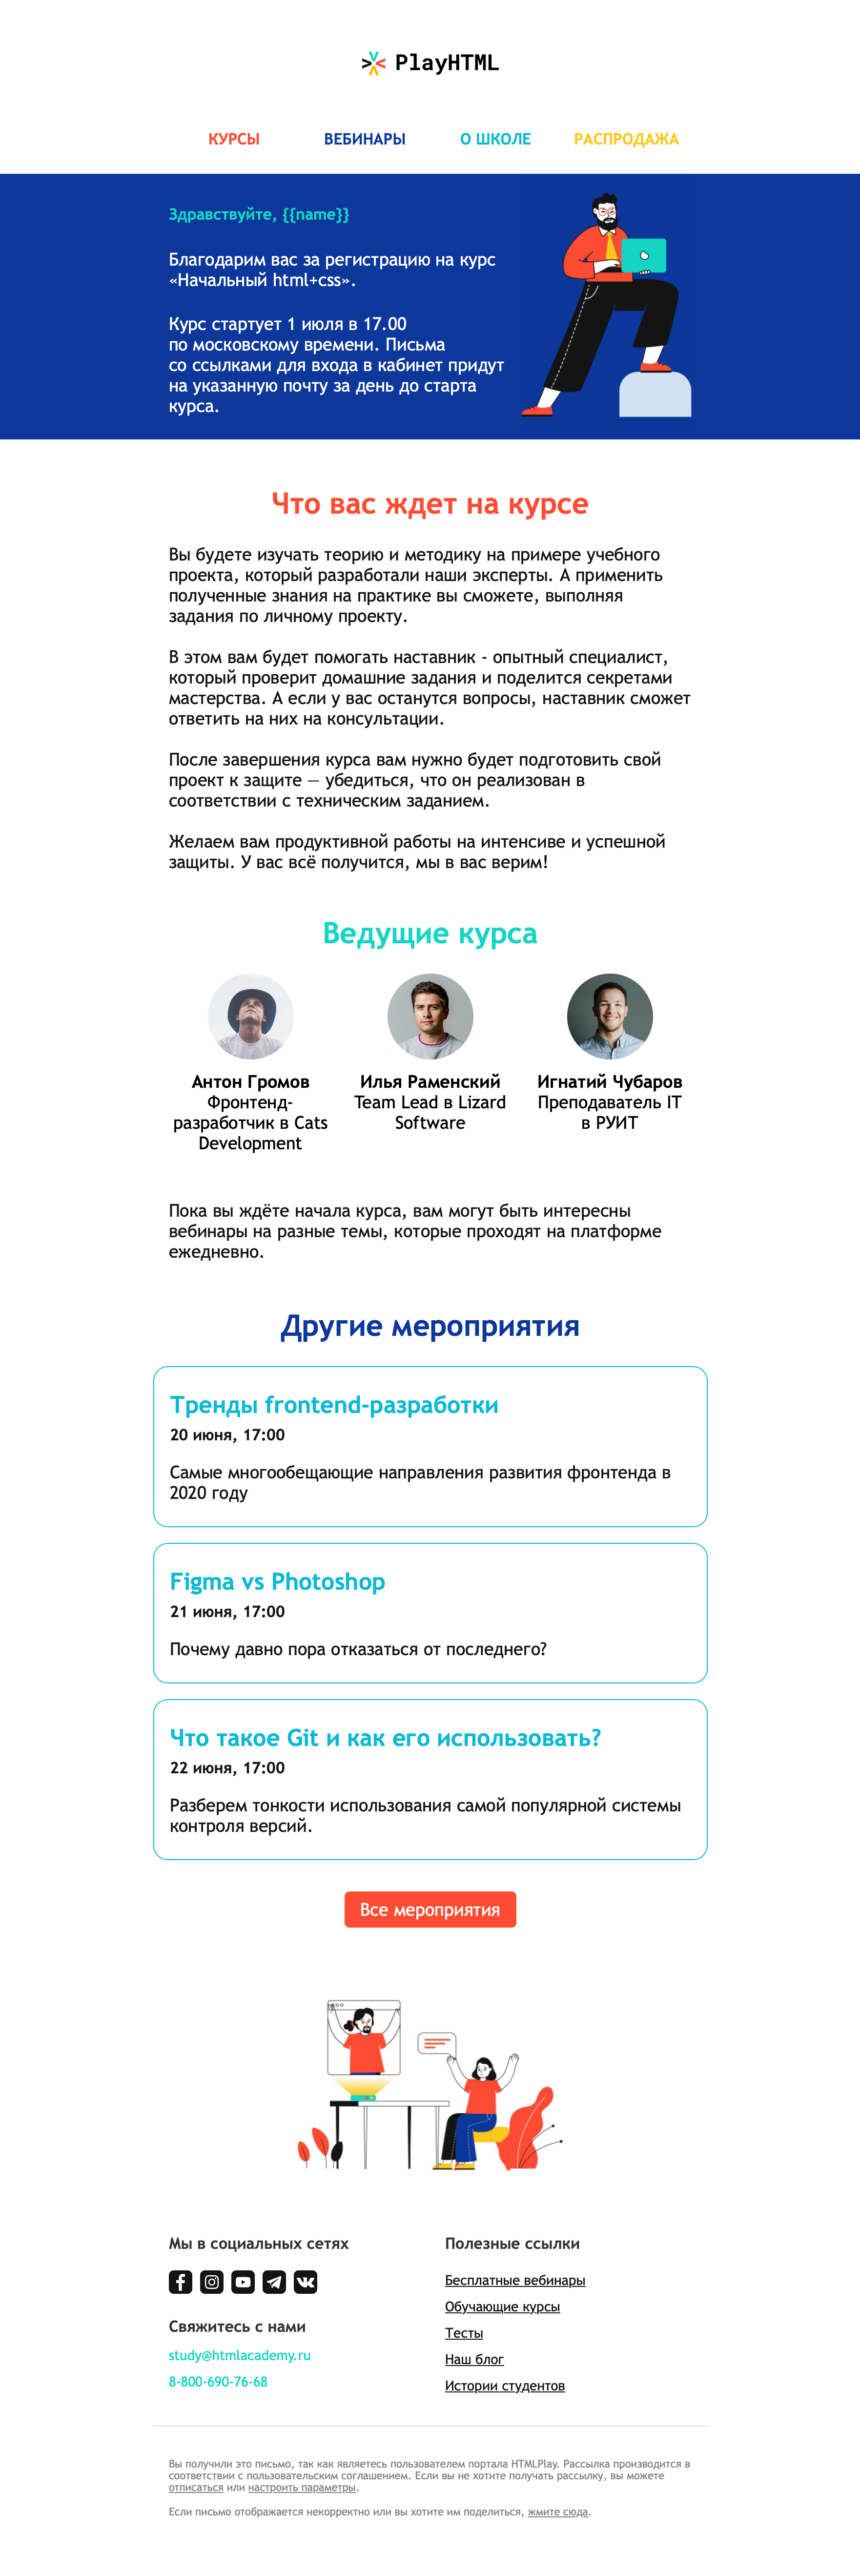 PlayHTML
КУРСЫ ВЕБИНАРЫ О ШКОЛЕ РАСПРОДАЖА
Здравствуйте, {{name}}
Благодарим вас за регистрацию на курс
«Начальный html+css».
Курс стартует 1 июля в 17.00
по московскому времени. Письма
со ссылками для входа в кабинет придут
на указанную почту за день до старта
курса.
Что вас ждет на курсе
Вы будете изучать теорию и методику на примере учебного
проекта, который разработали наши эксперты. А применить
полученные знания на практике вы сможете, выполняя
задания по личному проекту.
В этом вам будет помогать наставник - опытный специалист,
который проверит домашние задания и поделится секретами
мастерства. А если у вас останутся вопросы, наставник сможет
ответить на них на консультации.
После завершения курса вам нужно будет подготовить свой
проект к защите — убедиться, что он реализован в
соответствии с техническим заданием.
Желаем вам продуктивной работы на интенсиве и успешной
защиты. У вас всё получится, мы в вас верим!
Ведущие курса
Антон Громов
Фронтенд-
разработчик в Cats
Development
Илья Раменский
Team Lead в Lizard
Software
Игнатий Чубаров
Преподаватель IT
в РУИТ
Пока вы ждёте начала курса, вам могут быть интересны
вебинары на разные темы, которые проходят на платформе
ежедневно.
Другие мероприятия
Тренды frontend-разработки
20 июня, 17:00
Самые многообещающие направления развития фронтенда в
2020 году
Figma vs Photoshop
21 июня, 17:00
Почему давно пора отказаться от последнего?
Что такое Git и как его использовать?
22 июня, 17:00
Разберем тонкости использования самой популярной системы
контроля версий.
Все мероприятия
Мы в социальных сетях
Свяжитесь с нами
study@htmlacademy.ru
8-800-690-76-68
Полезные ссылки
Бесплатные вебинары
Обучающие курсы
Тесты
Наш блог
Истории студентов
Вы получили это письмо, так как являетесь пользователем портала HTMLPlay. Рассылка производится в
соответствии с пользовательским соглашением. Если вы не хотите получать рассылку, вы можете
отписаться или настроить параметры.
Если письмо отображается некорректно или вы хотите им поделиться, жмите сюда.